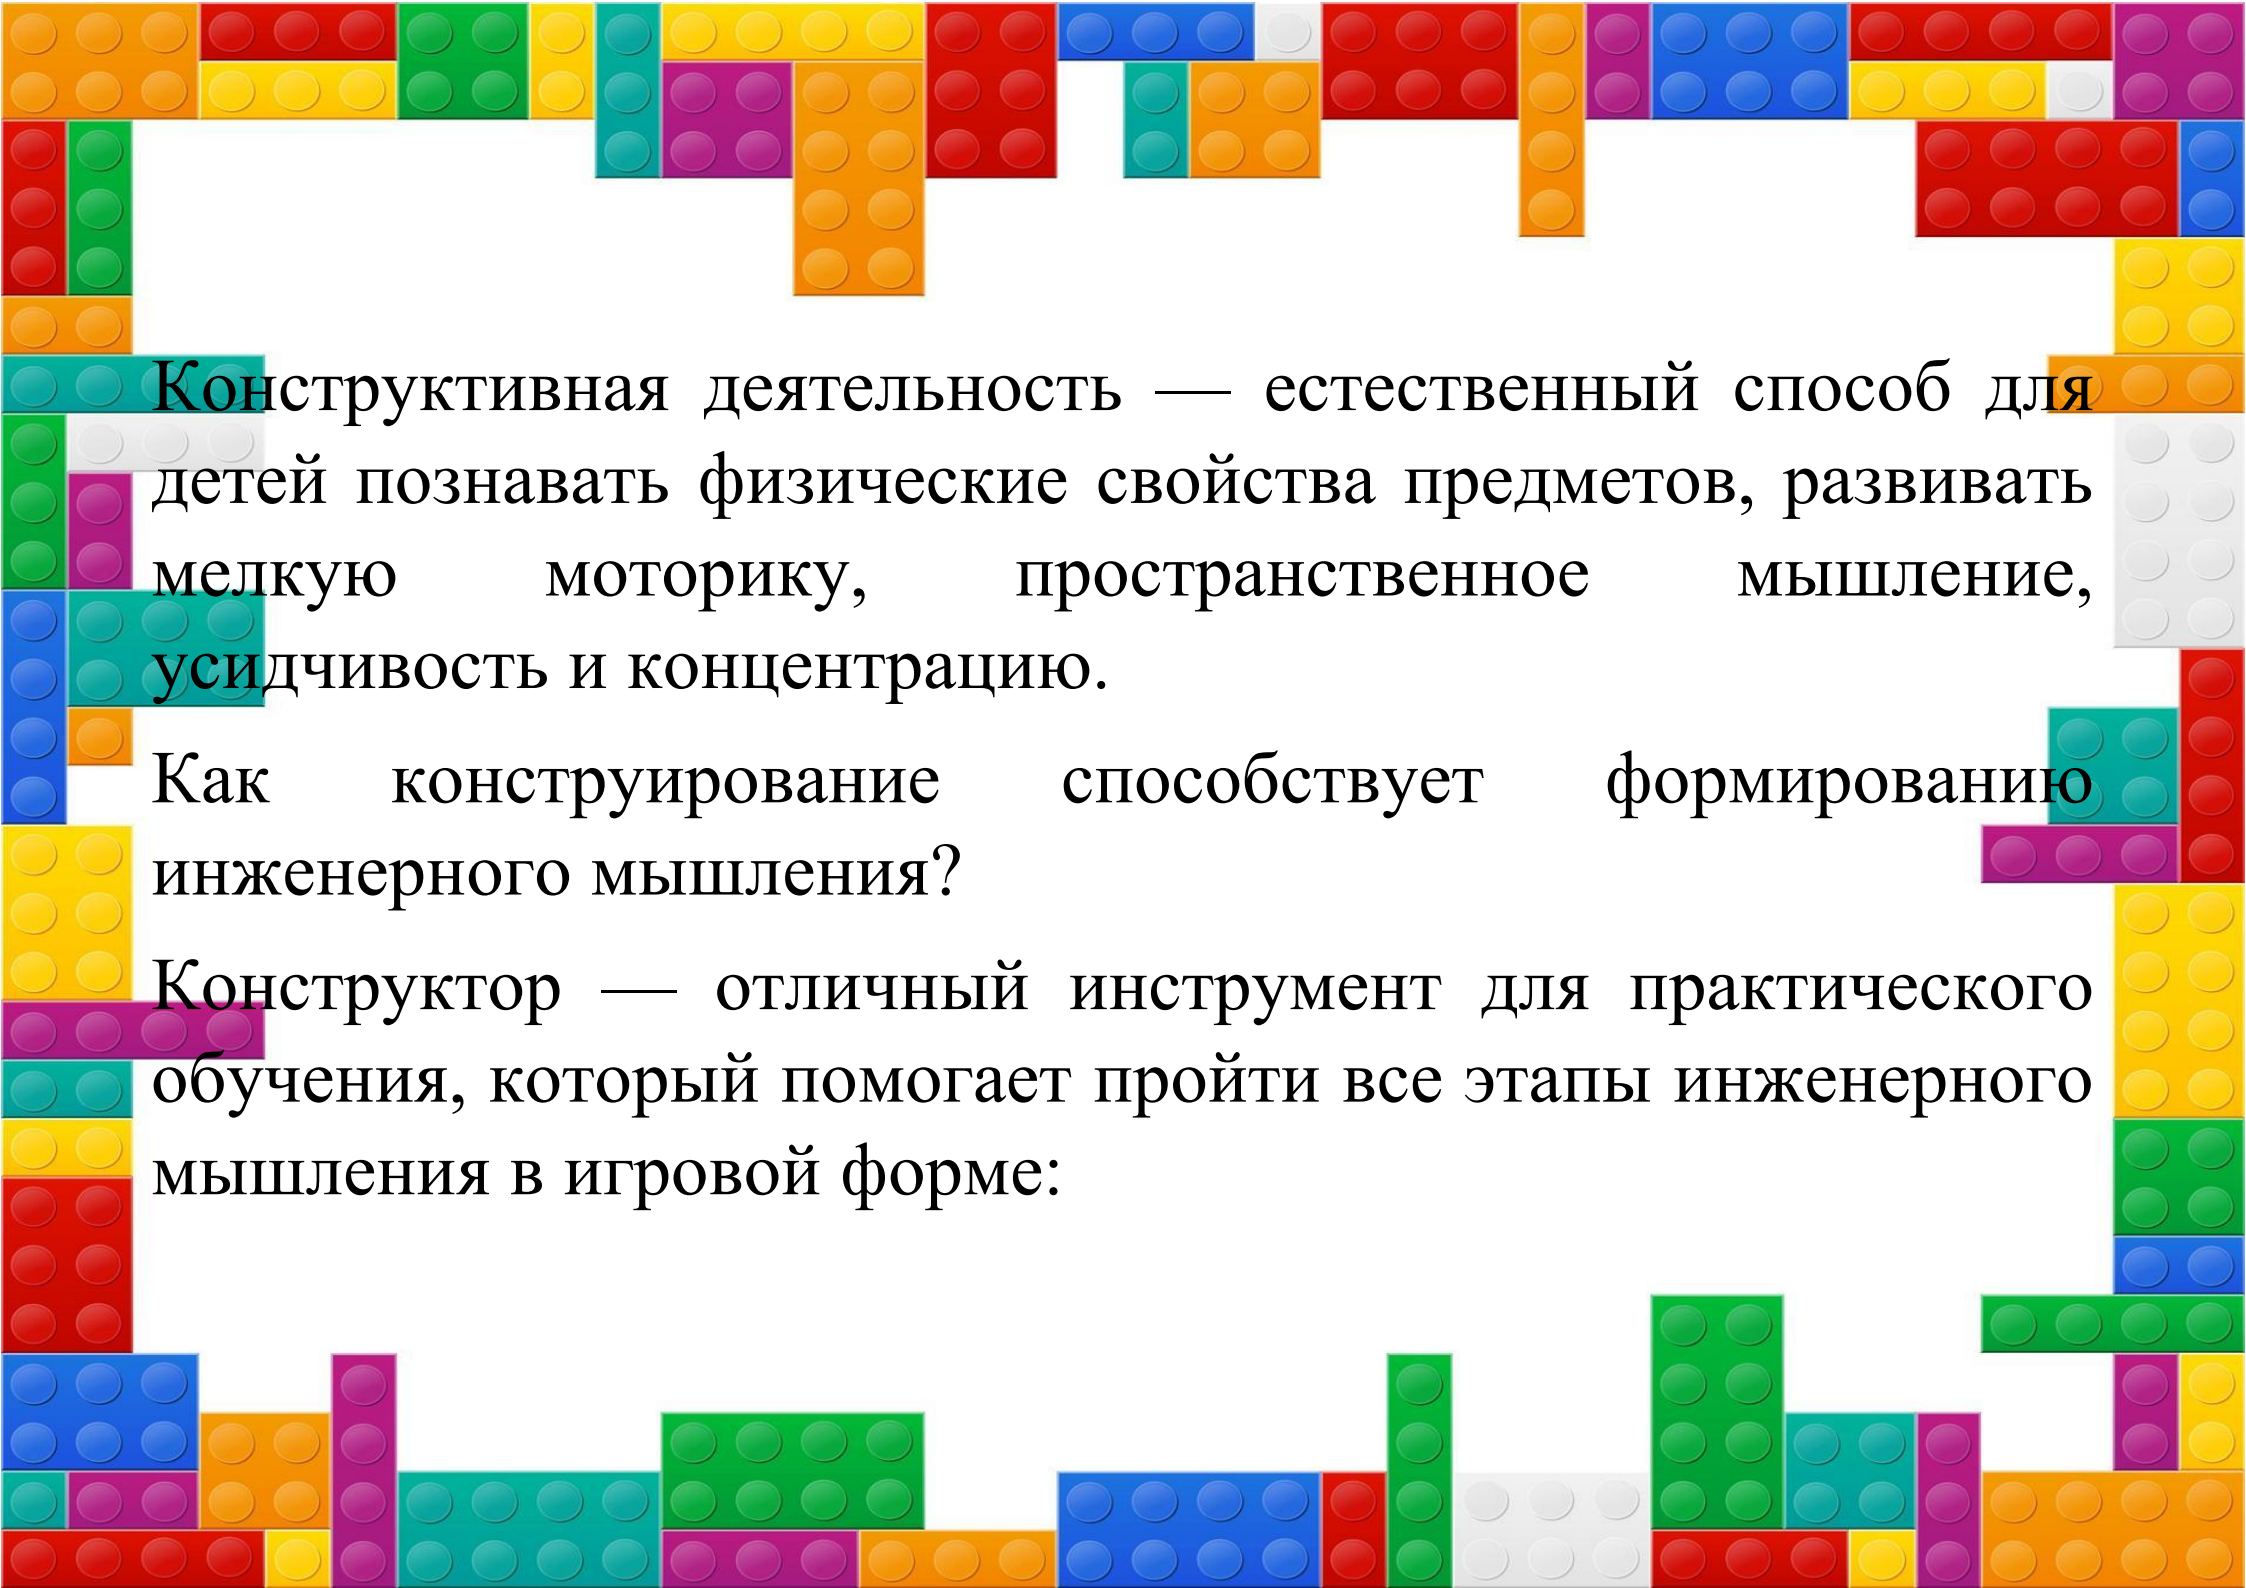 Конструктивная деятельность — естественный способ для
детей познавать физические свойства предметов, развивать
мелкую моторику, пространственное мышление,
усидчивость и концентрацию.
Как конструирование способствует формированию
инженерного мышления?
Конструктор — отличный инструмент для практического
обучения, который помогает пройти все этапы инженерного
мышления в игровой форме: